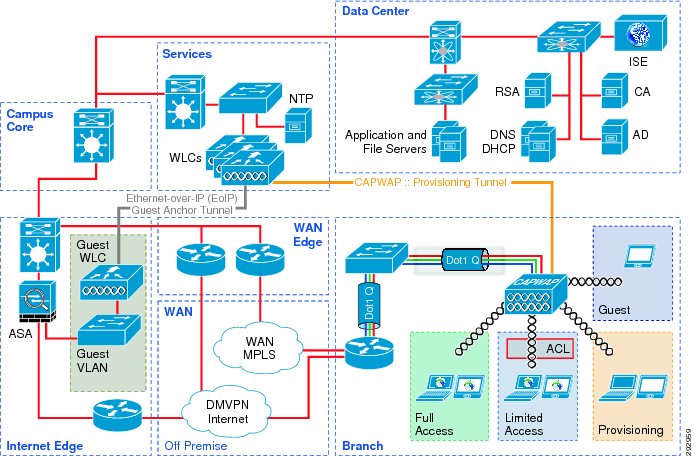 Data Center
ISE
RSA
CA
Application and
File Servers
DNS
DHCP
AD
Services
NTP
WLCs
Campus
Core
CAPWAP :: Provisioning Tunnel
Ethernet-over-IP (EoIP)
Guest Anchor Tunnel
WAN
Edge
Guest
WLC
ASA
Guest
VLAN
Internet Edge
WAN
WAN
MPLS
DMVPN
Internet
Off Premise
Dot1 Q
Dot1 Q
CAPWAP
Guest
ACL
Full
Access
Limited
Access
Provisioning
Branch
292959